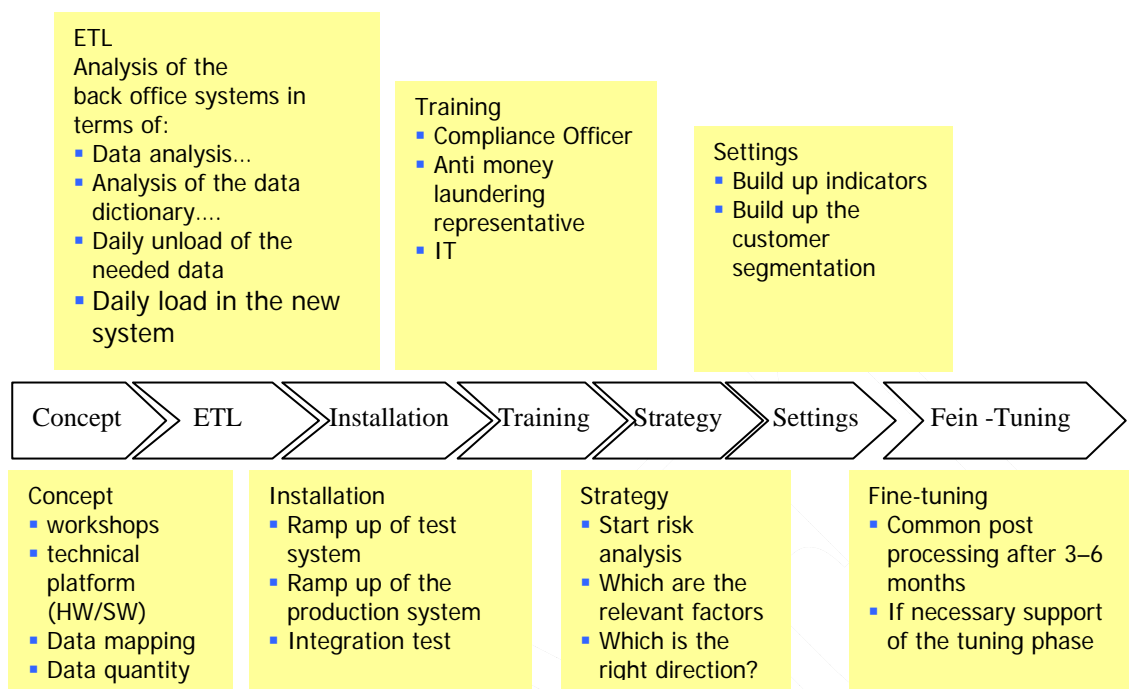 ETL
Analysis of the
back office systems in
terms of:
▪ Data analysis...
▪ Analysis of the data
dictionary....
▪ Daily unload of the
needed data
▪ Daily load in the new
system
Training
▪ Compliance Officer
▪ Anti money
laundering
representative
▪ IT
Settings
▪ Build up indicators
▪ Build up the
customer
segmentation
Concept
ETL
Installation
Training
Strategy
Settings
Fein -Tuning
Concept
▪ workshops
▪ technical
platform
(HW/SW)
▪ Data mapping
▪ Data quantity
Installation
▪ Ramp up of test
system
▪ Ramp up of the
production system
▪ Integration test
Strategy
▪ Start risk
analysis
▪ Which are the
relevant factors
▪ Which is the
right direction?
Fine-tuning
▪ Common post
processing after 3–6
months
▪ If necessary support
of the tuning phase